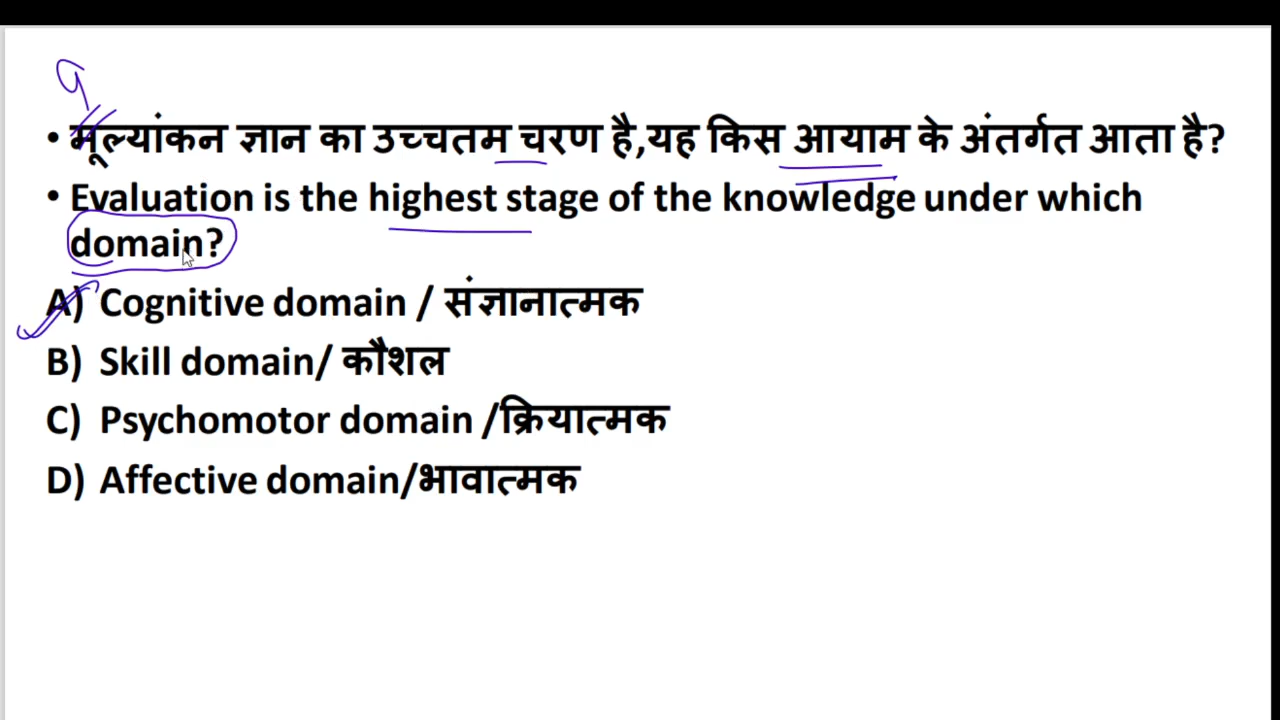 • मूल्यांकन ज्ञान का उच्चतम चरण है,यह किस आयाम के अंतर्गत आता है?
• Evaluation is the highest stage of the knowledge under which
domain?
A) Cognitive domain / संज्ञानात्मक
B) Skill domain/ कौशल
C) Psychomotor domain /क्रियात्मक
D) Affective domain/भावात्मक